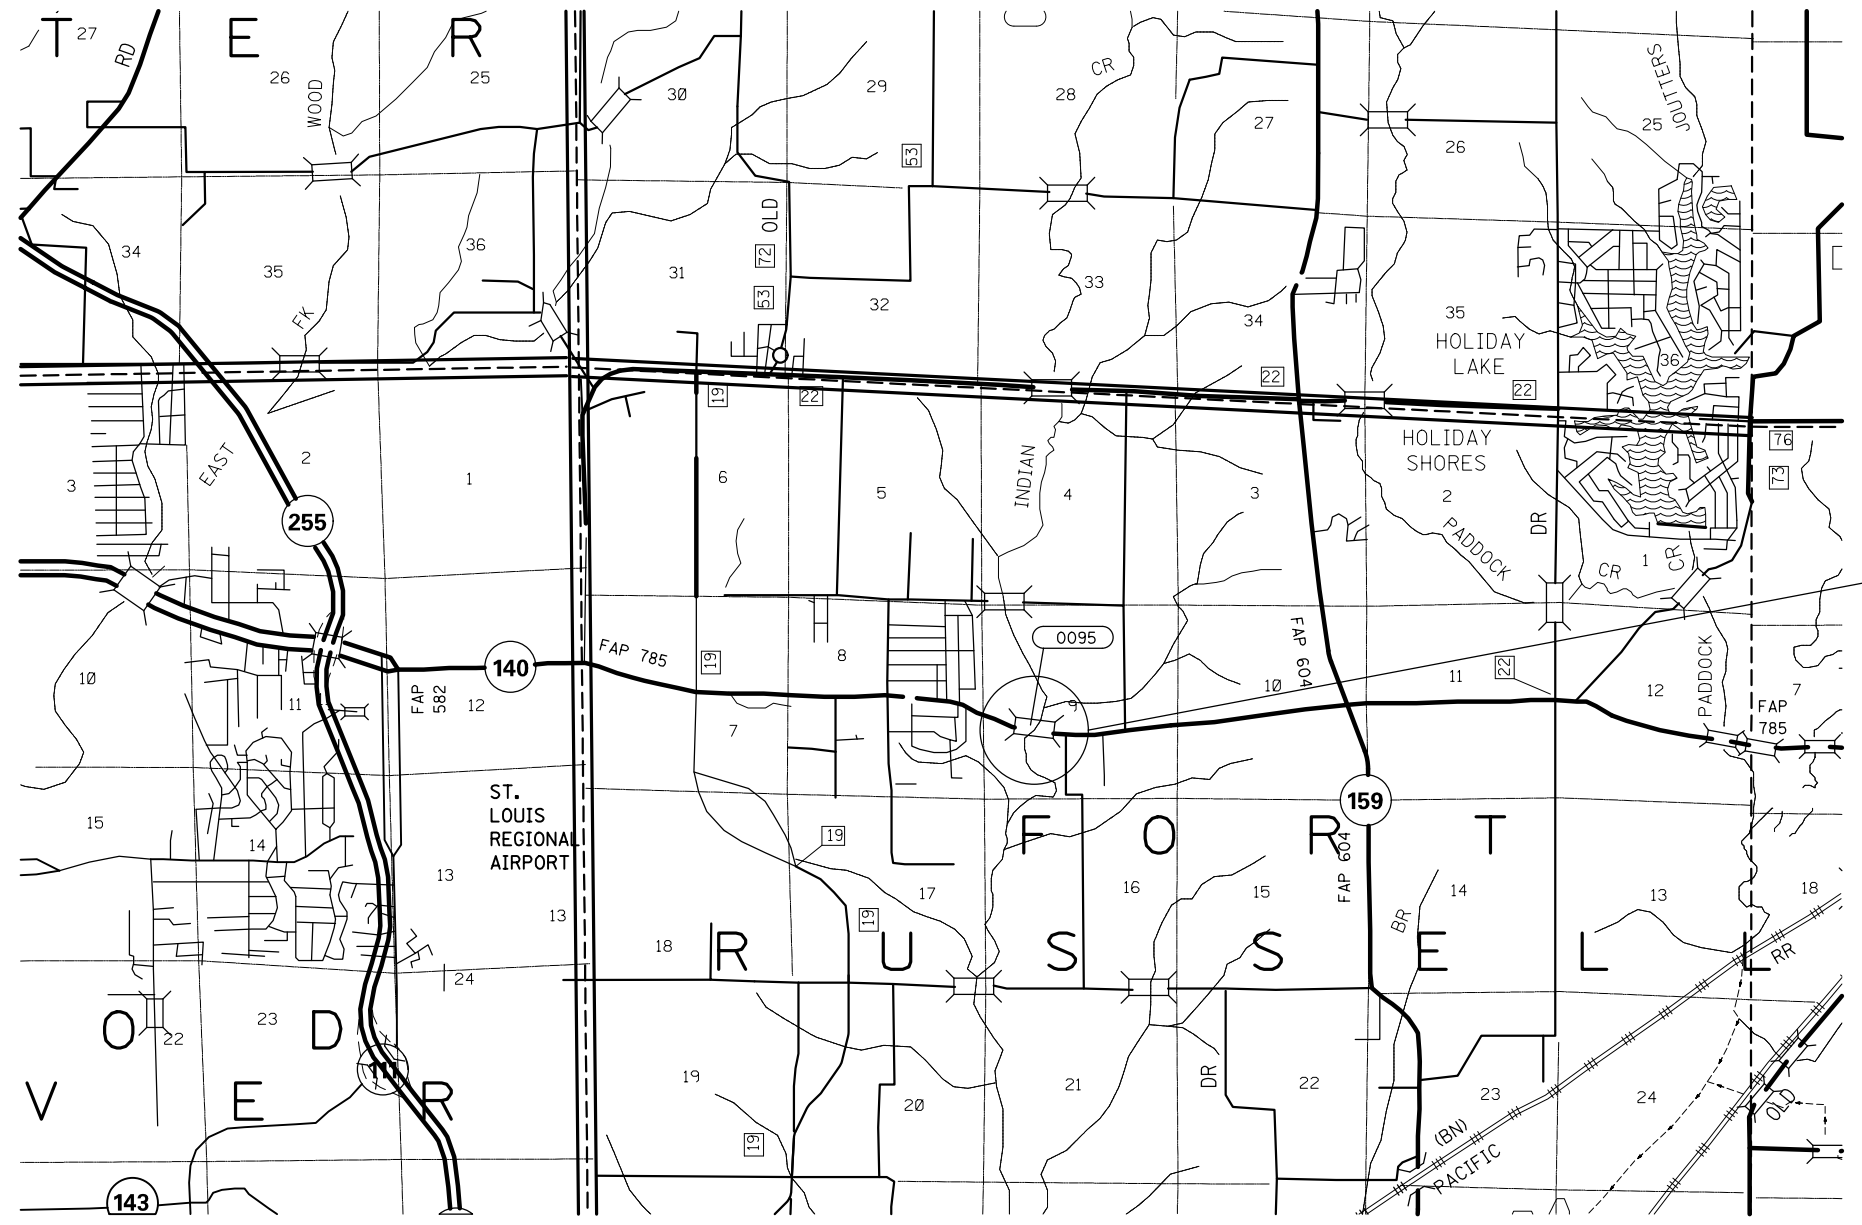 T 27 E R
RD
26
WOOD
25
30
29
CR
28
27
26
JOUTTERS
25
53
34
35
36
31
72
OLD
53
32
33
34
35
HOLIDAY
LAKE
36
FK
19
22
22
22
HOLIDAY
SHORES
76
73
3
EAST
2
1
6
5
INDIAN
4
3
2
255
PADDOCK
DR
CR
1
CR
10
11
140
FAP
582
12
FAP 785
19
8
0095
9
7
FAP 604
10
11
22
12
PADDOCK
7
FAP
785
ST.
LOUIS
REGIONAL
AIRPORT
159
15
14
13
13
19
F O R T
FAP 604
17
16
15
14
13
18
19
18
BR
R U S S E L L
RR
24
O D
22
23
111
19
20
21
DR
22
23
24
OLD
V E R
19
(BN)
PACIFIC
143